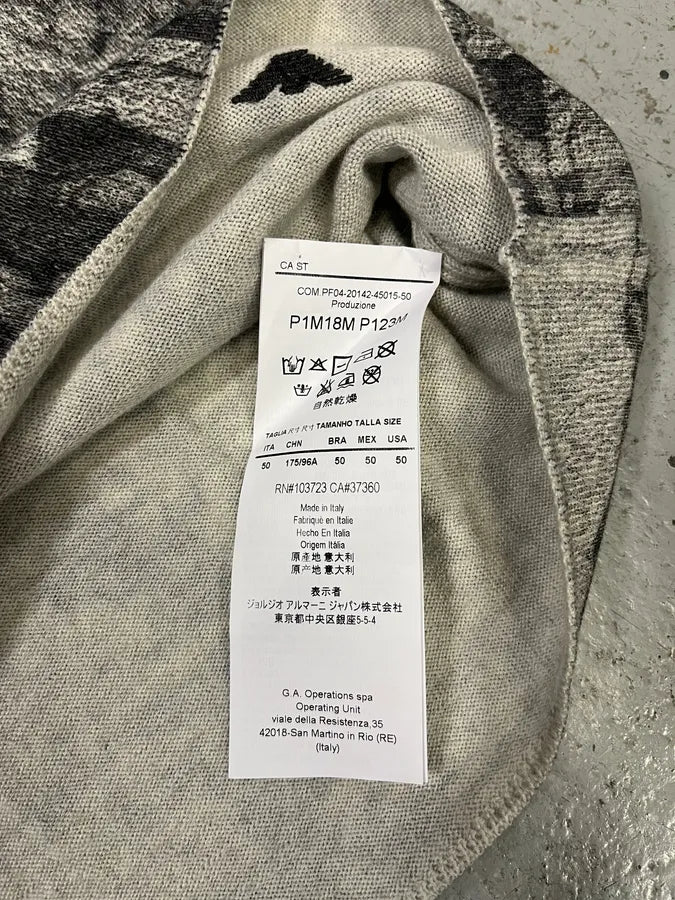 CA ST
COM.PF04-20142-45015-50
Produzione
P1M18M P123M
自然乾燥
TAGLIA 尺寸 尺寸 TAMANHO TALLA SIZE
ITA CHN BRA MEX USA
50 175/96A 50 50 50
RN#103723 CA#37360
Made in Italy
Fabriqué en Italie
Hecho En Italia
Origem Itália
原產地 意大利
原产地 意大利
表示者
ジョルジオ アルマーニ ジャパン株式会社
東京都中央区銀座5-5-4
G.A. Operations spa
Operating Unit
viale della Resistenza,35
42018-San Martino in Rio (RE)
(Italy)